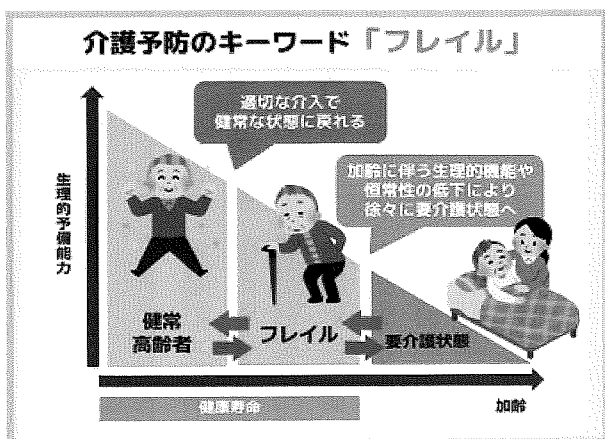 介護予防のキーワード「フレイル」
適切な介入で
健常な状態に戻れる
加齢に伴う生理的機能や
恒常性の低下により
徐々に要介護状態へ
生理的予備能力
健常
高齢者
フレイル
要介護状態
健康寿命
加齢